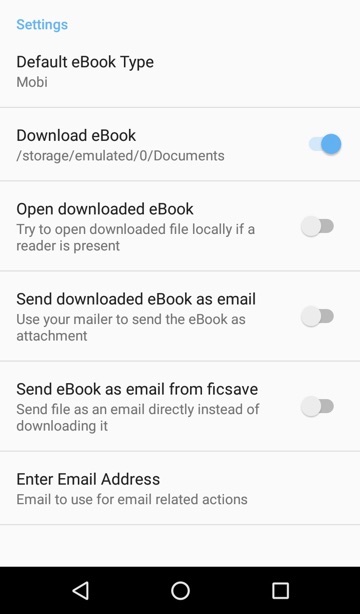 Settings
Default eBook Type
Mobi
Download eBook
/storage/emulated/0/Documents
Open downloaded eBook
Try to open downloaded file locally if a
reader is present
Send downloaded eBook as email
Use your mailer to send the eBook as
attachment
Send eBook as email from ficsave
Send file as an email directly instead of
downloading it
Enter Email Address
Email to use for email related actions